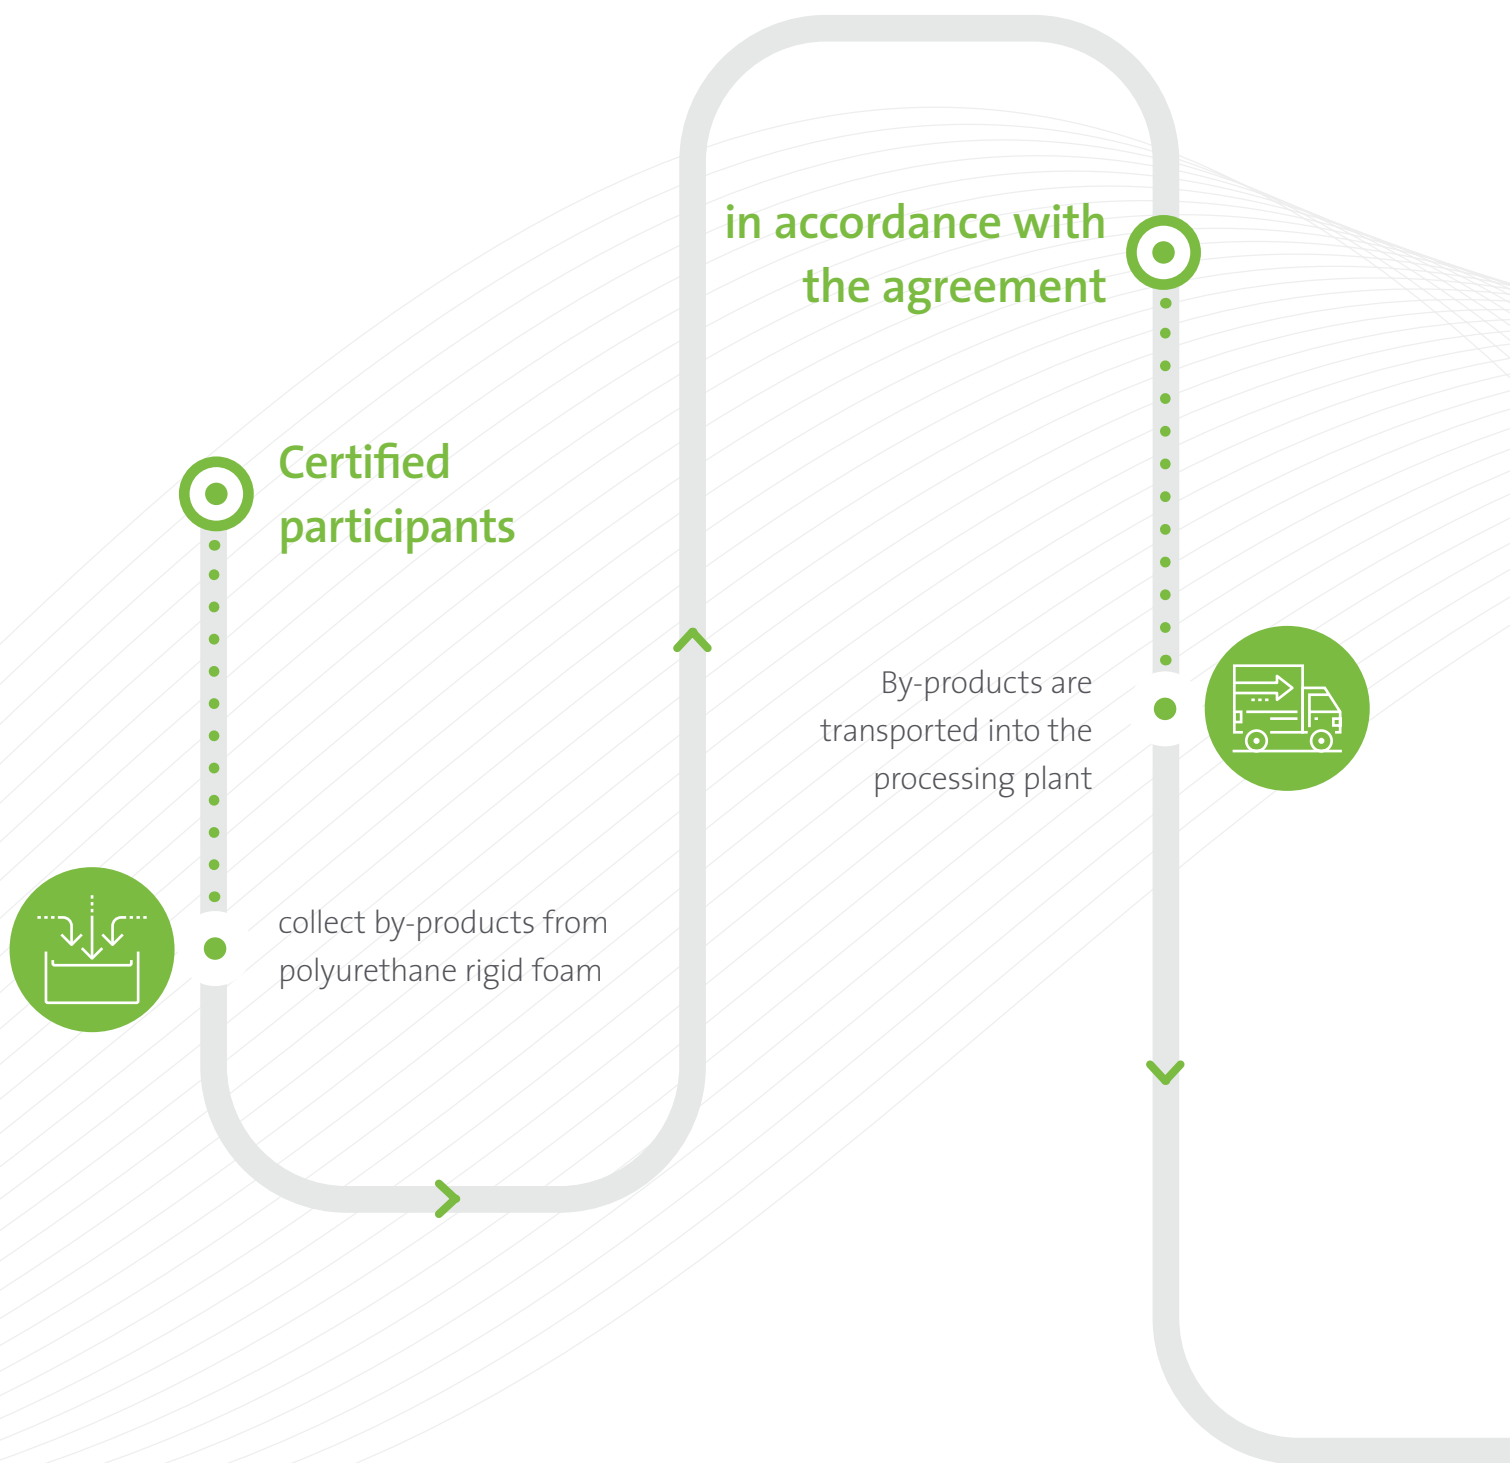 Certified
participants
collect by-products from
polyurethane rigid foam
in accordance with
the agreement
By-products are
transported into the
processing plant